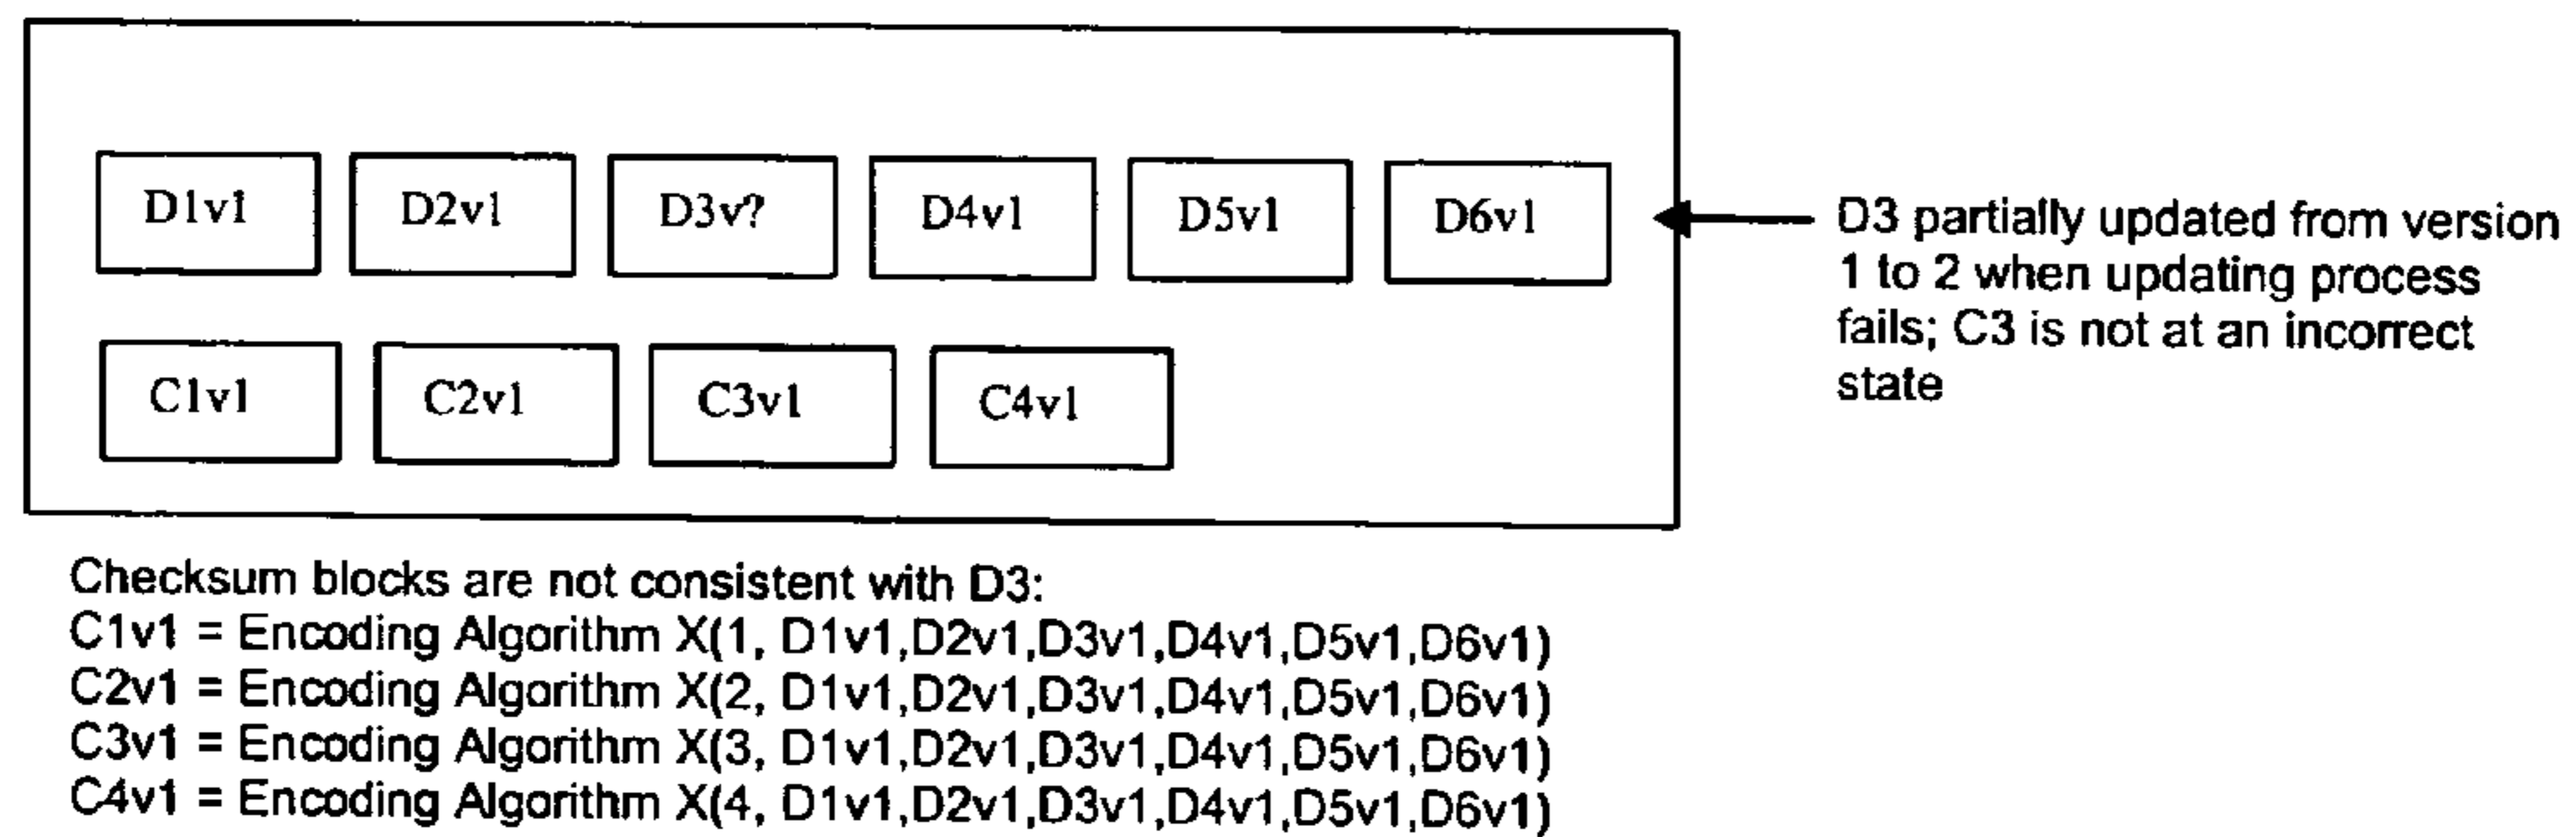 D1v1 D2v1 D3v? D4v1 D5v1 D6v1
D3 partially updated from version
1 to 2 when updating process
fails; C3 is not at an incorrect
state
C1v1 C2v1 C3v1 C4v1
Checksum blocks are not consistent with D3:
C1v1 = Encoding Algorithm X(1, D1v1,D2v1,D3v1,D4v1,D5v1,D6v1)
C2v1 = Encoding Algorithm X(2, D1v1,D2v1,D3v1,D4v1,D5v1,D6v1)
C3v1 = Encoding Algorithm X(3, D1v1,D2v1,D3v1,D4v1,D5v1,D6v1)
C4v1 = Encoding Algorithm X(4, D1v1,D2v1,D3v1,D4v1,D5v1,D6v1)